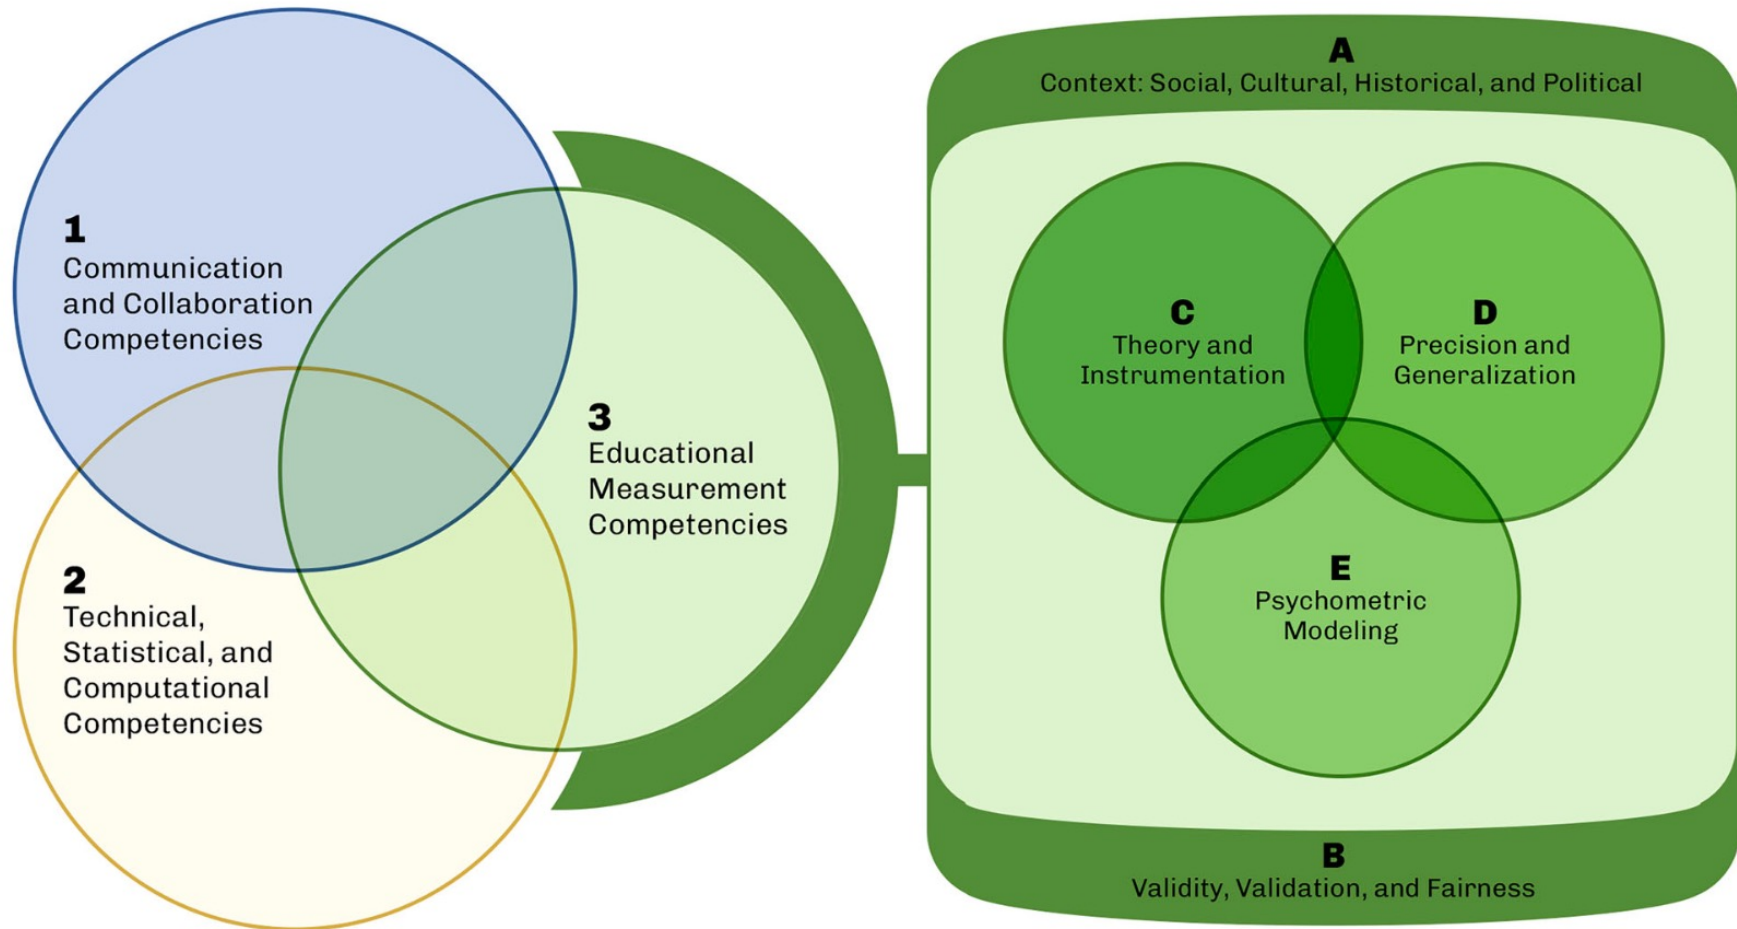 1
Communication
and Collaboration
Competencies
2
Technical,
Statistical, and
Computational
Competencies
3
Educational
Measurement
Competencies
A
Context: Social, Cultural, Historical, and Political
C
Theory and
Instrumentation
D
Precision and
Generalization
E
Psychometric
Modeling
B
Validity, Validation, and Fairness